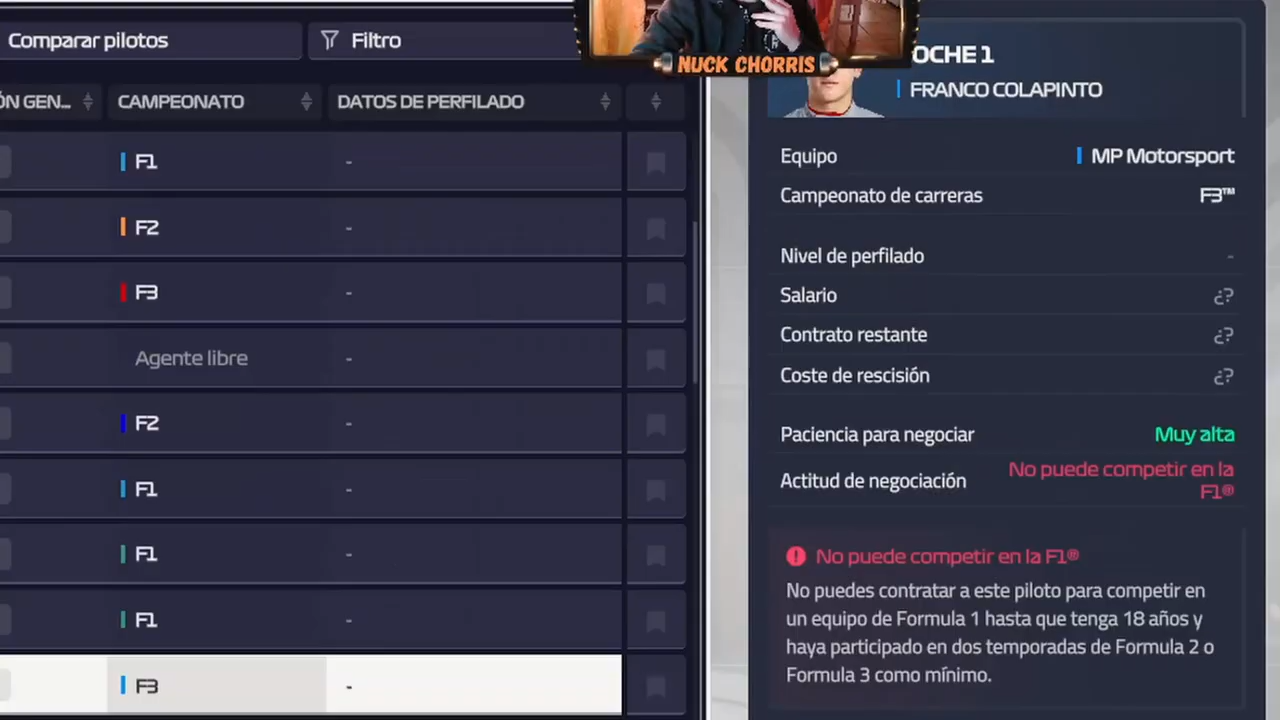 Comparar pilotos
Filtro
NUCK CHORRIS
OCHE 1
FRANCO COLAPINTO
ÓN GEN...
CAMPEONATO
DATOS DE PERFILADO
F1
-
F2
-
F3
-
Agente libre
-
F2
-
F1
-
F1
-
F1
-
F3
-
Equipo
MP Motorsport
Campeonato de carreras
F3™
Nivel de perfilado
-
Salario
¿?
Contrato restante
¿?
Coste de rescisión
¿?
Paciencia para negociar
Muy alta
Actitud de negociación
No puede competir en la
F1®
No puede competir en la F1®
No puedes contratar a este piloto para competir en
un equipo de Formula 1 hasta que tenga 18 años y
haya participado en dos temporadas de Formula 2 o
Formula 3 como mínimo.